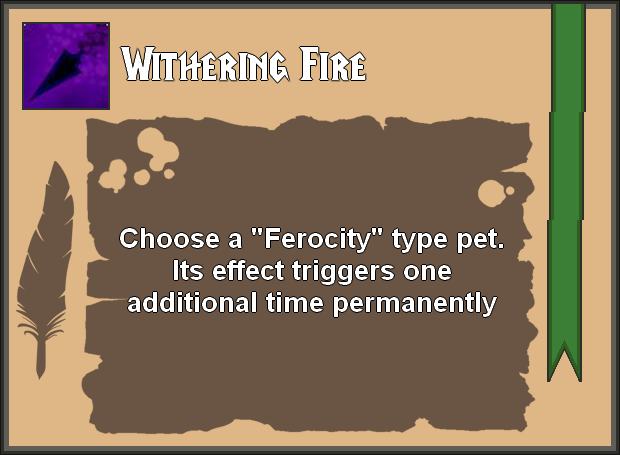 Withering Fire
Choose a "Ferocity" type pet.
Its effect triggers one
additional time permanently